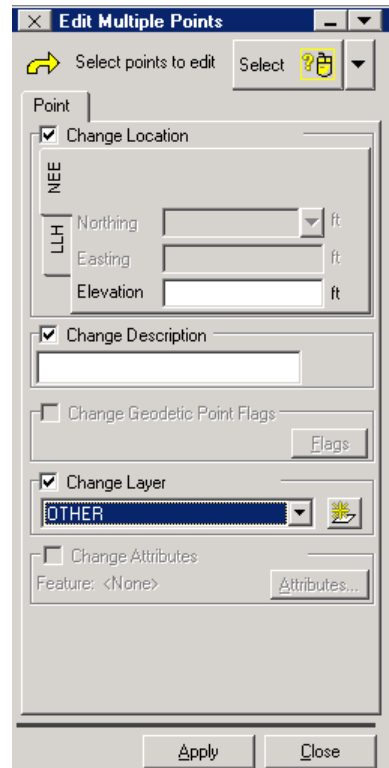 Edit Multiple Points
Select points to edit Select
Point
Change Location
NEE
LLH
Northing ft
Easting ft
Elevation ft
Change Description
Change Geodetic Point Flags
Flags
Change Layer
OTHER
Change Attributes
Feature: <None> Attributes...
Apply Close